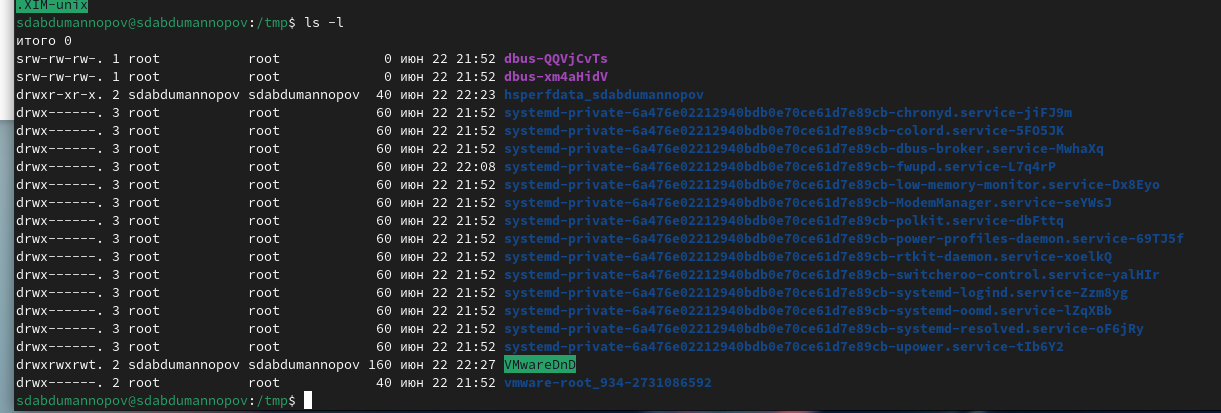 .XIM-unix
sdabdumannopov@sdabdumannopov:/tmp$ ls -l
итого 0
srw-rw-rw-. 1 root           root             0 июн 22 21:52 dbus-QQVjCvTs
srw-rw-rw-. 1 root           root             0 июн 22 21:52 dbus-xm4aHidV
drwxr-xr-x. 2 sdabdumannopov sdabdumannopov  40 июн 22 22:23 hsperfdata_sdabdumannopov
drwx------. 3 root           root            60 июн 22 21:52 systemd-private-6a476e02212940bdb0e70ce61d7e89cb-chronyd.service-jiFJ9m
drwx------. 3 root           root            60 июн 22 21:52 systemd-private-6a476e02212940bdb0e70ce61d7e89cb-colord.service-5FO5JK
drwx------. 3 root           root            60 июн 22 21:52 systemd-private-6a476e02212940bdb0e70ce61d7e89cb-dbus-broker.service-MwhaXq
drwx------. 3 root           root            60 июн 22 22:08 systemd-private-6a476e02212940bdb0e70ce61d7e89cb-fwupd.service-L7q4rP
drwx------. 3 root           root            60 июн 22 21:52 systemd-private-6a476e02212940bdb0e70ce61d7e89cb-low-memory-monitor.service-Dx8Eyo
drwx------. 3 root           root            60 июн 22 21:52 systemd-private-6a476e02212940bdb0e70ce61d7e89cb-ModemManager.service-seYWsJ
drwx------. 3 root           root            60 июн 22 21:52 systemd-private-6a476e02212940bdb0e70ce61d7e89cb-polkit.service-dbFttq
drwx------. 3 root           root            60 июн 22 21:52 systemd-private-6a476e02212940bdb0e70ce61d7e89cb-power-profiles-daemon.service-69TJ5f
drwx------. 3 root           root            60 июн 22 21:52 systemd-private-6a476e02212940bdb0e70ce61d7e89cb-rtkit-daemon.service-xoelkQ
drwx------. 3 root           root            60 июн 22 21:52 systemd-private-6a476e02212940bdb0e70ce61d7e89cb-switcheroo-control.service-yalHIr
drwx------. 3 root           root            60 июн 22 21:52 systemd-private-6a476e02212940bdb0e70ce61d7e89cb-systemd-logind.service-Zzm8yg
drwx------. 3 root           root            60 июн 22 21:52 systemd-private-6a476e02212940bdb0e70ce61d7e89cb-systemd-oomd.service-lZqXBb
drwx------. 3 root           root            60 июн 22 21:52 systemd-private-6a476e02212940bdb0e70ce61d7e89cb-systemd-resolved.service-oF6jRy
drwx------. 3 root           root            60 июн 22 21:52 systemd-private-6a476e02212940bdb0e70ce61d7e89cb-upower.service-tIb6Y2
drwxrwxrwt. 2 sdabdumannopov sdabdumannopov 160 июн 22 22:27 VMwareDnD
drwx------. 2 root           root            40 июн 22 21:52 vmware-root_934-2731086592
sdabdumannopov@sdabdumannopov:/tmp$